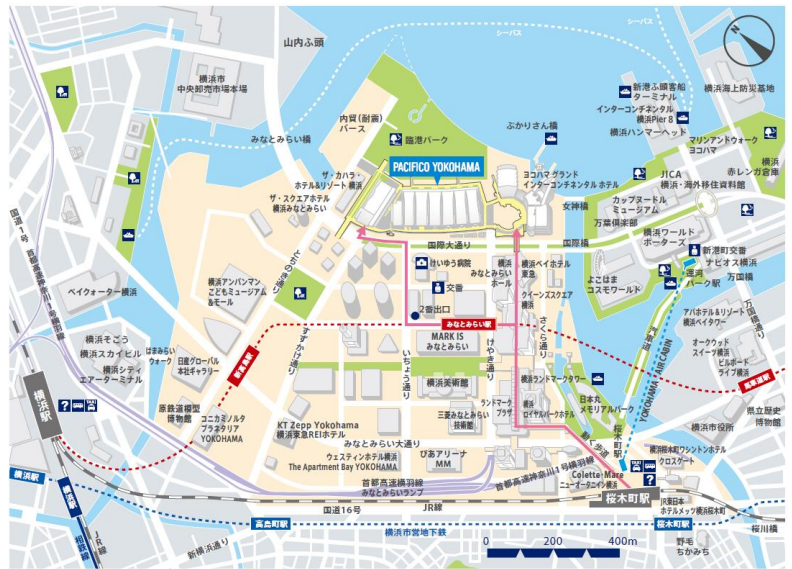 シーバス
シーバス
N
山内ふ頭
横浜市
中央卸売市場本場
みなとみらい橋
内貿(耐震)
バース
臨港パーク
ぷかりさん橋
新港ふ頭客船
ターミナル
インターコンチネンタル
横浜Pier 8
横浜ハンマーヘッド
横浜海上防災基地
マリンアンドウォーク
ヨコハマ
横浜
赤レンガ倉庫
PACIFICO YOKOHAMA
ザ・カハラ・
ホテル&リゾート 横浜
ザ・スクエアホテル
横浜みなとみらい
ヨコハマ グランド
インターコンチネンタル ホテル
JICA
横浜・海外移住資料館
カップヌードル
ミュージアム
女神橋
万葉倶楽部
国際大通り
国際橋
横浜ワールド
ポーターズ
新港町交番
ナビオス横浜
万国橋
運河
パーク駅
国道1号
首都高速神奈川1号横羽線
とちのき通り
けいゆう病院
横浜
みなとみらい
ホール
横浜ベイホテル
東急
クイーンズスクエア
横浜
よこはま
コスモワールド
ベイクォーター横浜
横浜アンパンマン
こどもミュージアム
&モール
交番
2番出口
みなとみらい駅
さくら通り
汽車道
YOKOHAMA AIR CABIN
アパホテル&リゾート
横浜ベイタワー
万国橋通り
オークウッド
スイーツ横浜
ビルボード
ライブ横浜
横浜そごう
横浜スカイビル
横浜シティ
エアーターミナル
はまみらい
ウォーク
日産グローバル
本社ギャラリー
新高島駅
すずかけ通り
MARK IS
みなとみらい
いちょう通り
けやき通り
横浜美術館
横浜ランドマークタワー
馬車道駅
横浜駅
?
TAXI
原鉄道模型
博物館
コニカミノルタ
プラネタリア
YOKOHAMA
KT Zepp Yokohama
横浜東急REIホテル
三菱みなとみらい
技術館
ランドマーク
プラザ
横浜
ロイヤルパークホテル
日本丸
メモリアルパーク
動く歩道
桜木町駅
横浜市役所
県立歴史
博物館
みなとみらい大通り
ウェスティンホテル横浜
The Apartment Bay YOKOHAMA
ぴあアリーナ
MM
横浜桜木町ワシントンホテル
クロスゲート
TAXI
?
Colette・Mare
ニューオータニイン横浜
首都高速横羽線
みなとみらいランプ
首都高速神奈川1号横羽線
桜木町駅
JR東日本
ホテルメッツ横浜桜木町
国道16号
JR線
横浜駅
横浜駅
JR線
相鉄線
新横浜通り
高島町駅
横浜市営地下鉄
桜木町駅
桜川橋
野毛
ちかみち
0
200
400m